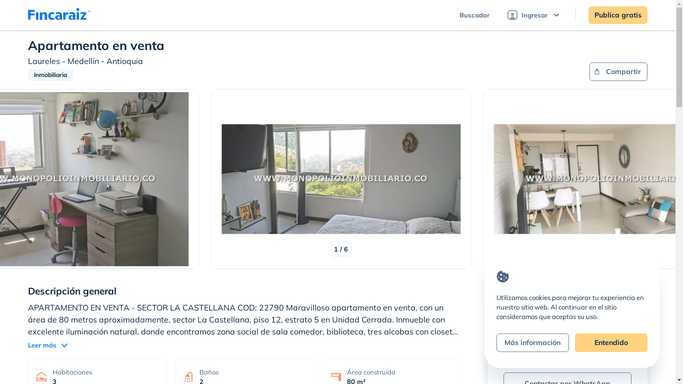 Fincaraiz
Buscador
Ingresar
Publica gratis
Apartamento en venta
Laureles - Medellín - Antioquia
Inmobiliaria
Compartir
WWW.MONOPOLIOINMOBILIARIO.CO
WWW.MONOPOLIOINMOBILIARIO.CO
WWW.MONOPOLIOINMOBILIARIO
1 / 6
Descripción general
APARTAMENTO EN VENTA - SECTOR LA CASTELLANA COD: 22790 Maravilloso apartamento en venta, con un
área de 80 metros aproximadamente, sector La Castellana, piso 12, estrato 5 en Unidad Cerrada. Inmueble con
excelente iluminación natural, donde encontramos zona social de sala comedor, biblioteca, tres alcobas con closet...
Leer más
Habitaciones
3
Baños
2
Área construida
80 m²
Utilizamos cookies para mejorar tu experiencia en
nuestro sitio web. Al continuar en el sitio
consideramos que aceptas su uso.
Más información
Entendido
Contactar por WhatsApp